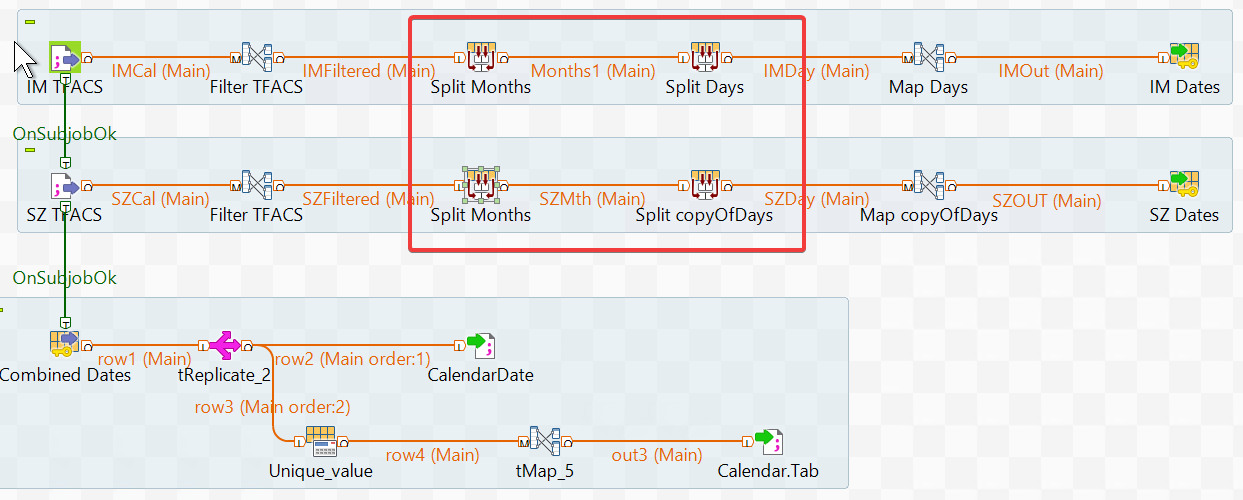 IMCal (Main)
IMFiltered (Main)
Months1 (Main)
IMDay (Main)
IMOut (Main)
IM TFACS
Filter TFACS
Split Months
Split Days
Map Days
IM Dates
OnSubjobOk
SZCal (Main)
SZFiltered (Main)
SZMth (Main)
SZDay (Main)
SZOUT (Main)
SZ TFACS
Filter TFACS
Split Months
Split copyOfDays
Map copyOfDays
SZ Dates
OnSubjobOk
row1 (Main)
row2 (Main order:1)
Combined Dates
tReplicate_2
CalendarDate
row3 (Main order:2)
row4 (Main)
out3 (Main)
Unique_value
tMap_5
Calendar.Tab